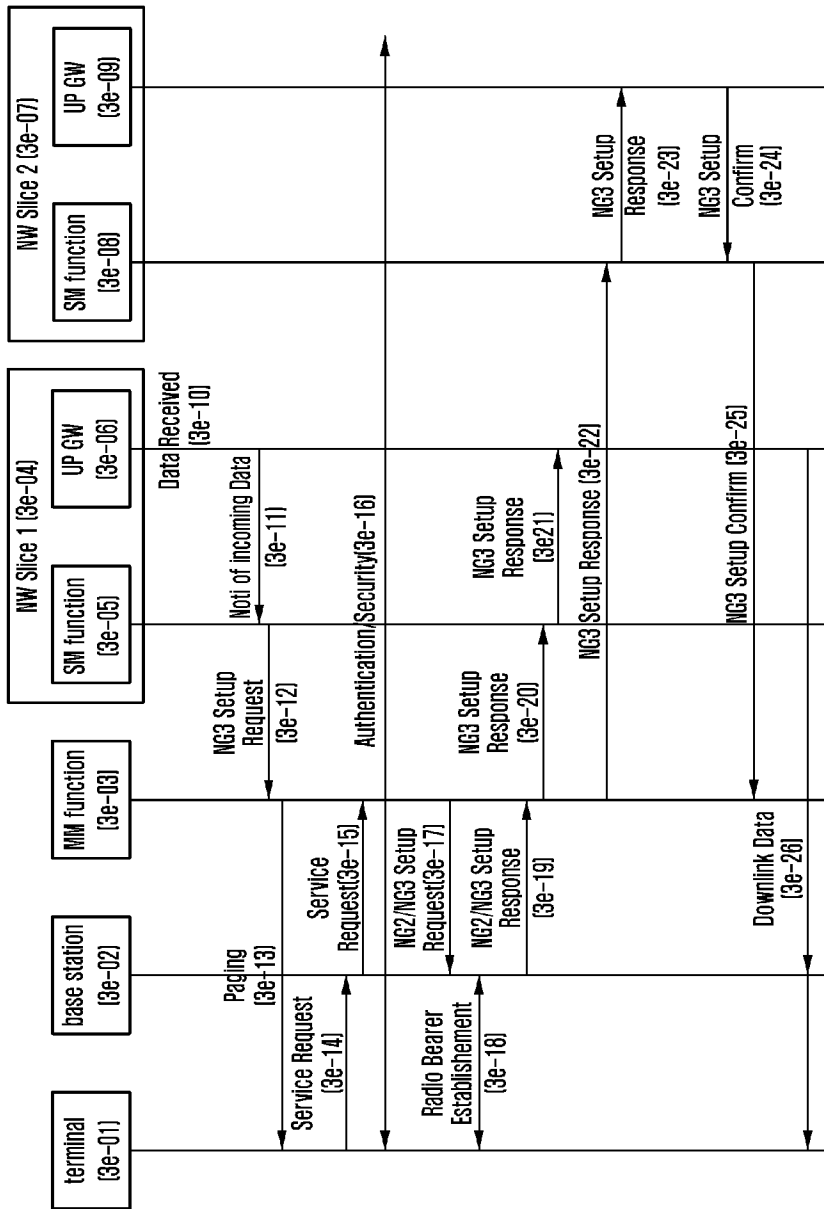 terminal
(3e-01)
base station
(3e-02)
MM function
(3e-03)
NW Slice 1 (3e-04)
SM function
(3e-05)
UP GW
(3e-06)
NW Slice 2 (3e-07)
SM function
(3e-08)
UP GW
(3e-09)
Data Received
(3e-10)
Noti of incoming Data
(3e-11)
NG3 Setup
Request
(3e-12)
Paging
(3e-13)
Service Request
(3e-14)
Service
Request(3e-15)
Authentication/Security(3e-16)
NG2/NG3 Setup
Request(3e-17)
Radio Bearer
Establishement
(3e-18)
NG2/NG3 Setup
Response
(3e-19)
NG3 Setup
Response
(3e-20)
NG3 Setup
Response
(3e21)
NG3 Setup Response (3e-22)
NG3 Setup
Response
(3e-23)
NG3 Setup
Confirm
(3e-24)
NG3 Setup Confirm (3e-25)
Downlink Data
(3e-26)